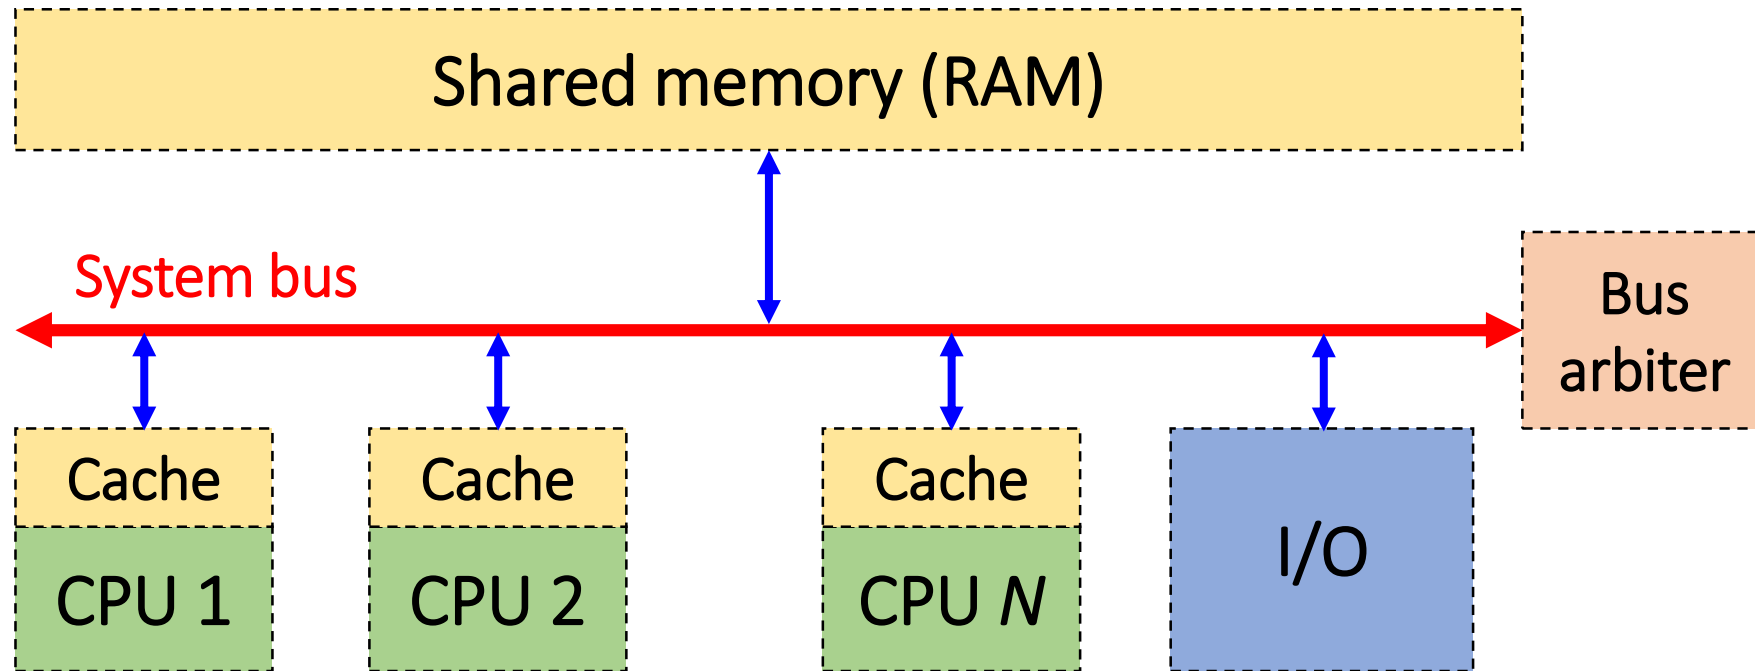 Shared memory (RAM)
System bus
Bus
arbiter
Cache
Cache
Cache
CPU 1
CPU 2
CPU N
I/O